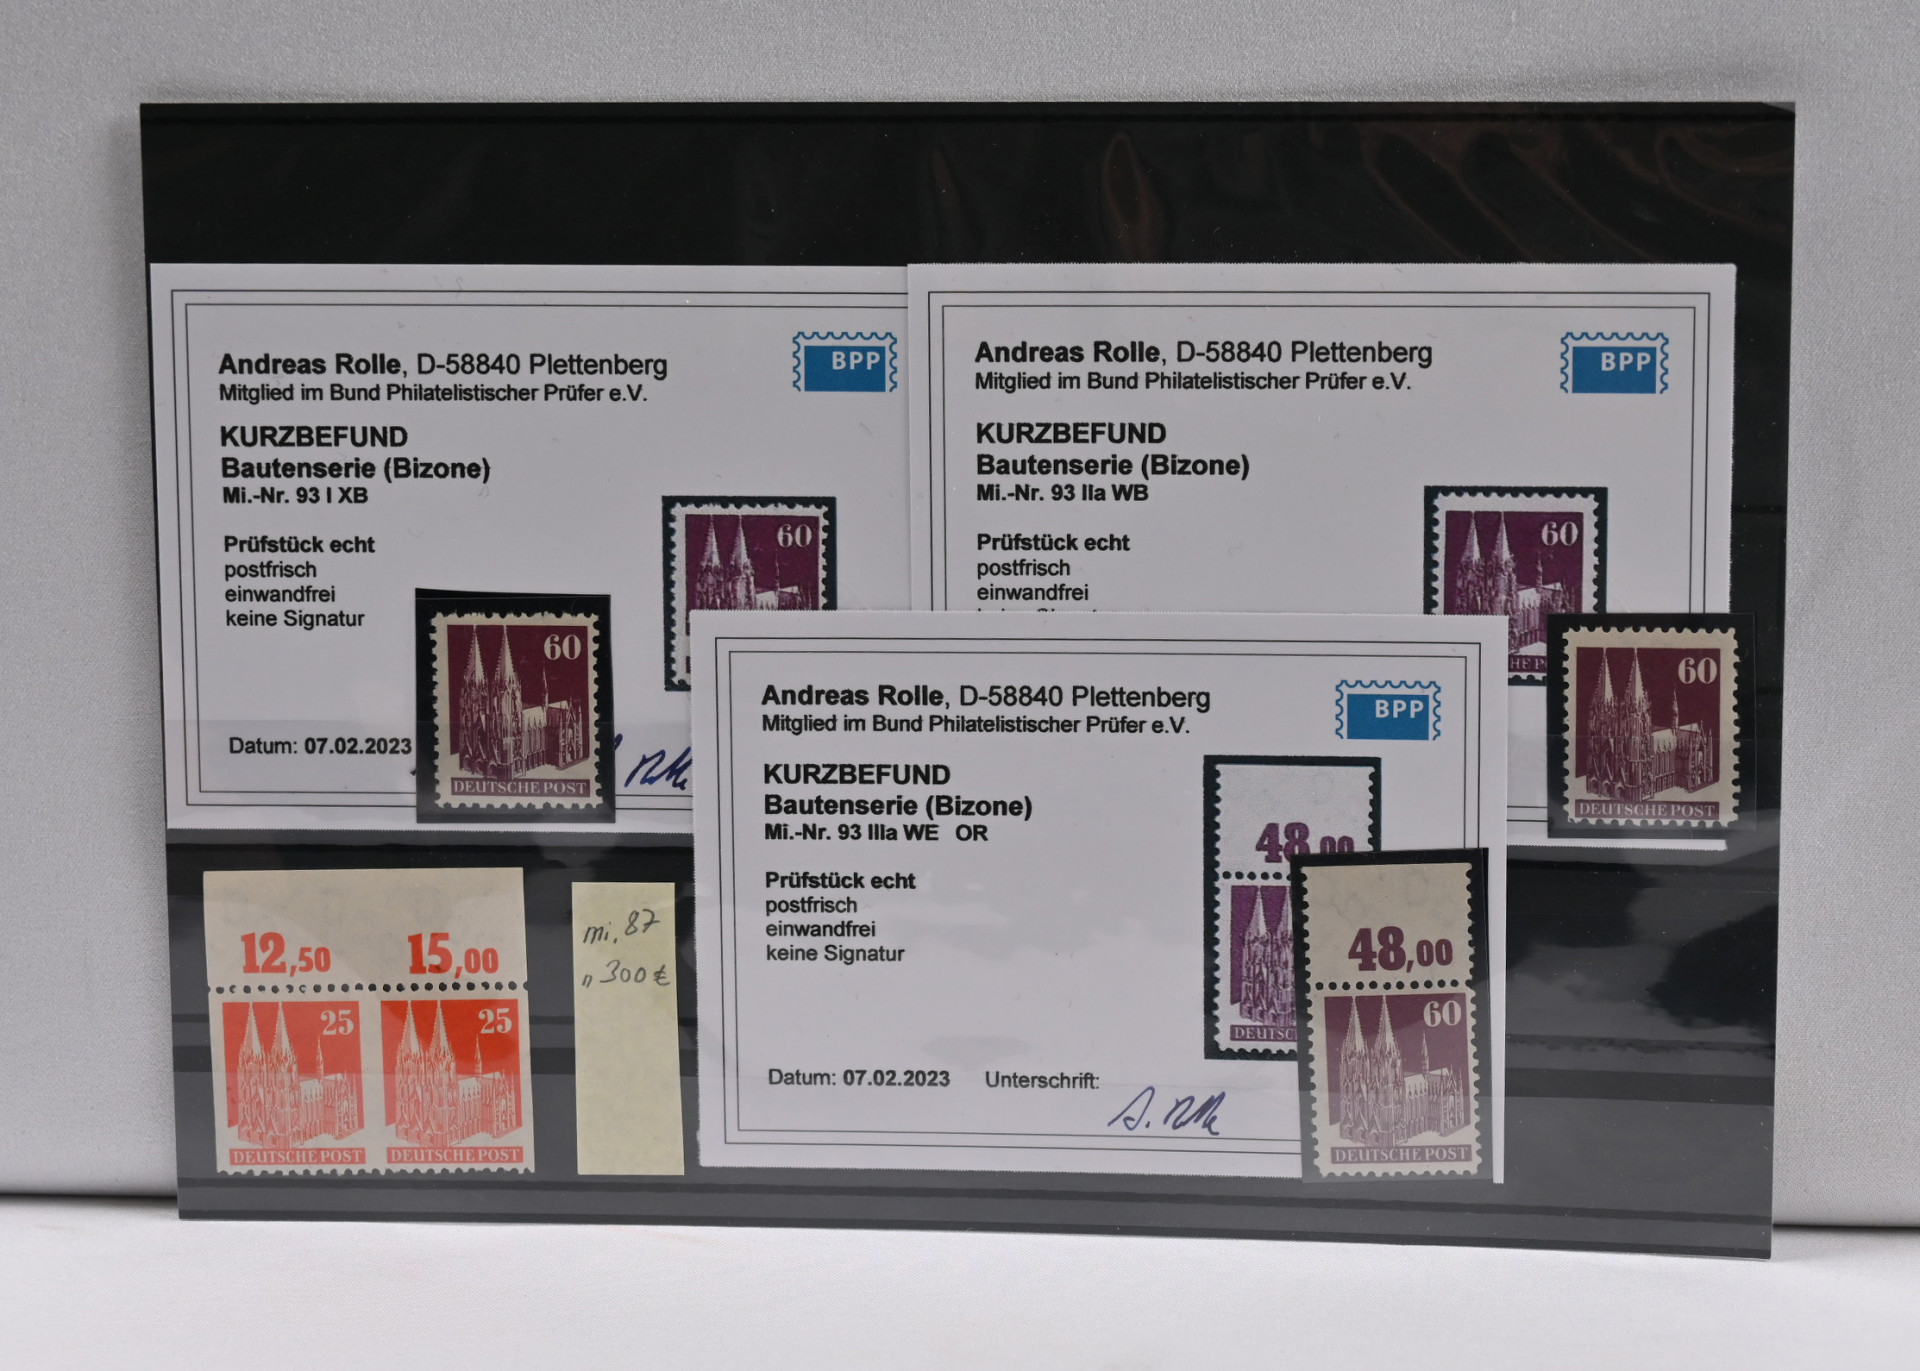 Andreas Rolle, D-58840 Plettenberg
Mitglied im Bund Philatelistischer Prüfer e.V.
BPP
KURZBEFUND
Bautenserie (Bizone)
Mi.-Nr. 93 I XB
Prüfstück echt
postfrisch
einwandfrei
keine Signatur
60
Datum: 07.02.2023
60
DEUTSCHE POST
Andreas Rolle, D-58840 Plettenberg
Mitglied im Bund Philatelistischer Prüfer e.V.
BPP
KURZBEFUND
Bautenserie (Bizone)
Mi.-Nr. 93 IIa WB
Prüfstück echt
postfrisch
einwandfrei
60
60
DEUTSCHE POST
Andreas Rolle, D-58840 Plettenberg
Mitglied im Bund Philatelistischer Prüfer e.V.
BPP
KURZBEFUND
Bautenserie (Bizone)
Mi.-Nr. 93 IIIa WE OR
Prüfstück echt
postfrisch
einwandfrei
keine Signatur
Datum: 07.02.2023 Unterschrift:
A. Rolle
48,00
DEUTSC
48,00
60
DEUTSCHE POST
12,50 15,00
25 25
DEUTSCHE POST DEUTSCHE POST
mi. 87
" 300 €